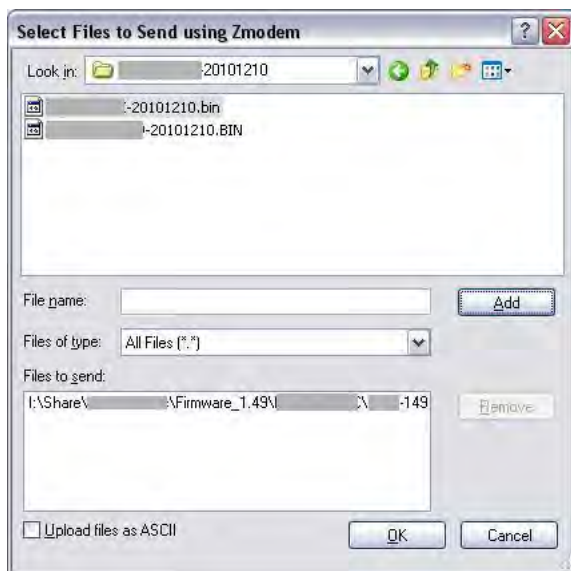 Select Files to Send using Zmodem
Look in: -20101210
-20101210.bin
-20101210.BIN
File name:
Add
Files of type: All Files (*.*)
Files to send:
I:\Share\ \Firmware_1.49\ \ -149
Remove
Upload files as ASCII
OK
Cancel